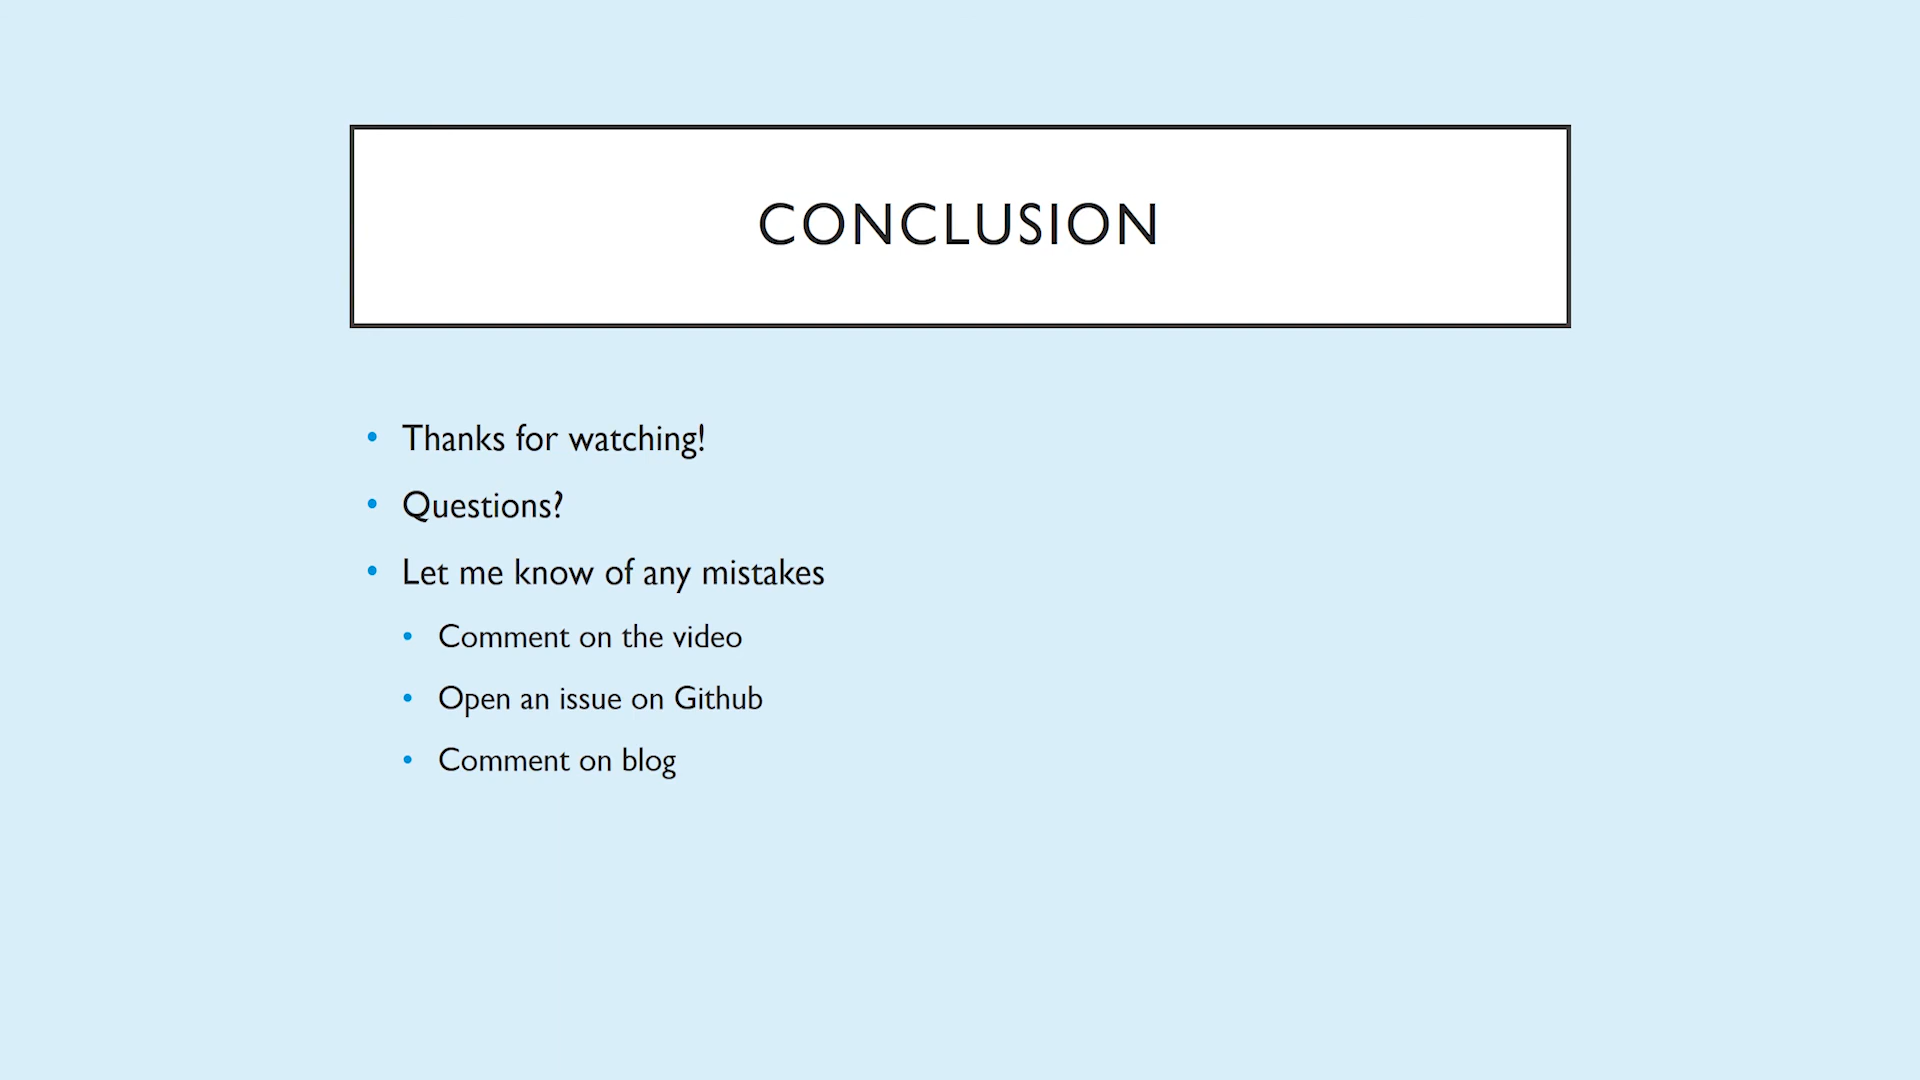 CONCLUSION
• Thanks for watching!
• Questions?
• Let me know of any mistakes
• Comment on the video
• Open an issue on Github
• Comment on blog